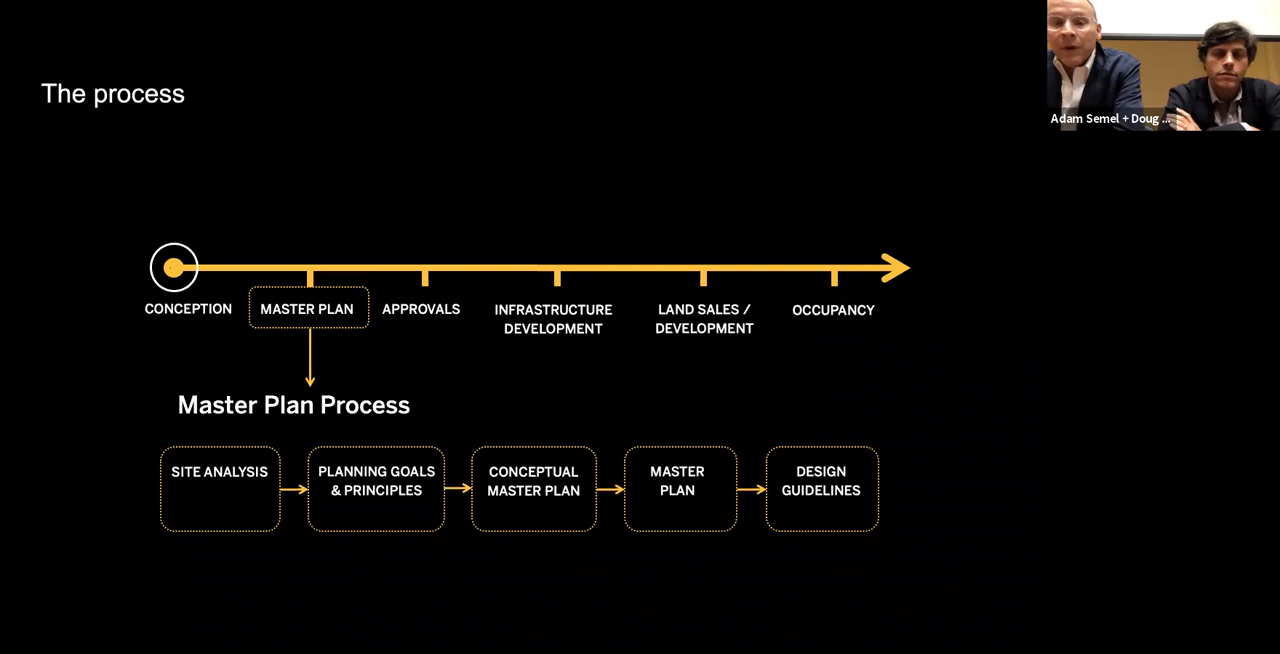 The process
Adam Semel + Doug ...
CONCEPTION
MASTER PLAN
APPROVALS
INFRASTRUCTURE
DEVELOPMENT
LAND SALES /
DEVELOPMENT
OCCUPANCY
Master Plan Process
SITE ANALYSIS
PLANNING GOALS
& PRINCIPLES
CONCEPTUAL
MASTER PLAN
MASTER
PLAN
DESIGN
GUIDELINES